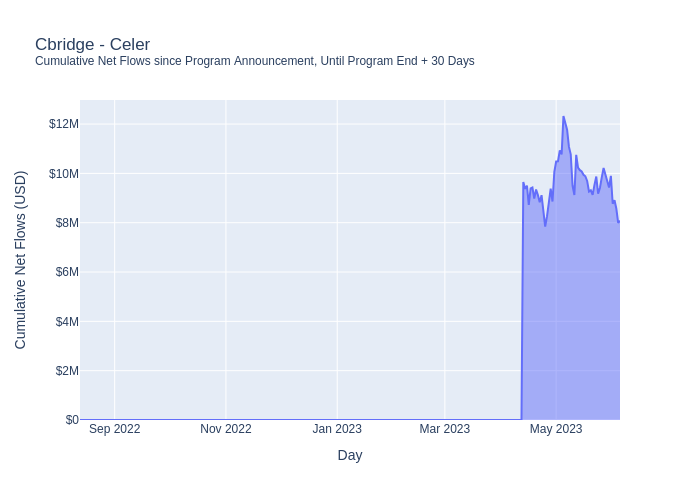 Cbridge - Celer
Cumulative Net Flows since Program Announcement, Until Program End + 30 Days
Cumulative Net Flows (USD)
$12M
$10M
$8M
$6M
$4M
$2M
$0
Sep 2022
Nov 2022
Jan 2023
Mar 2023
May 2023
Day